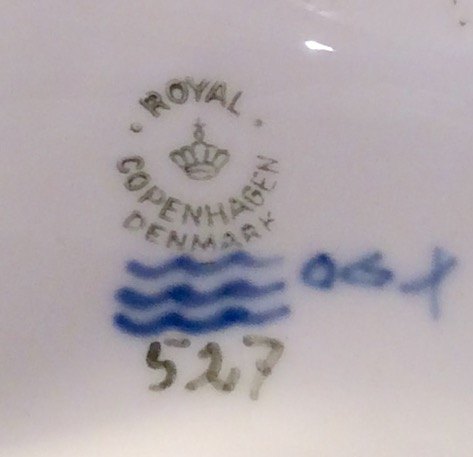 ROYAL
COPENHAGEN
DENMARK
527